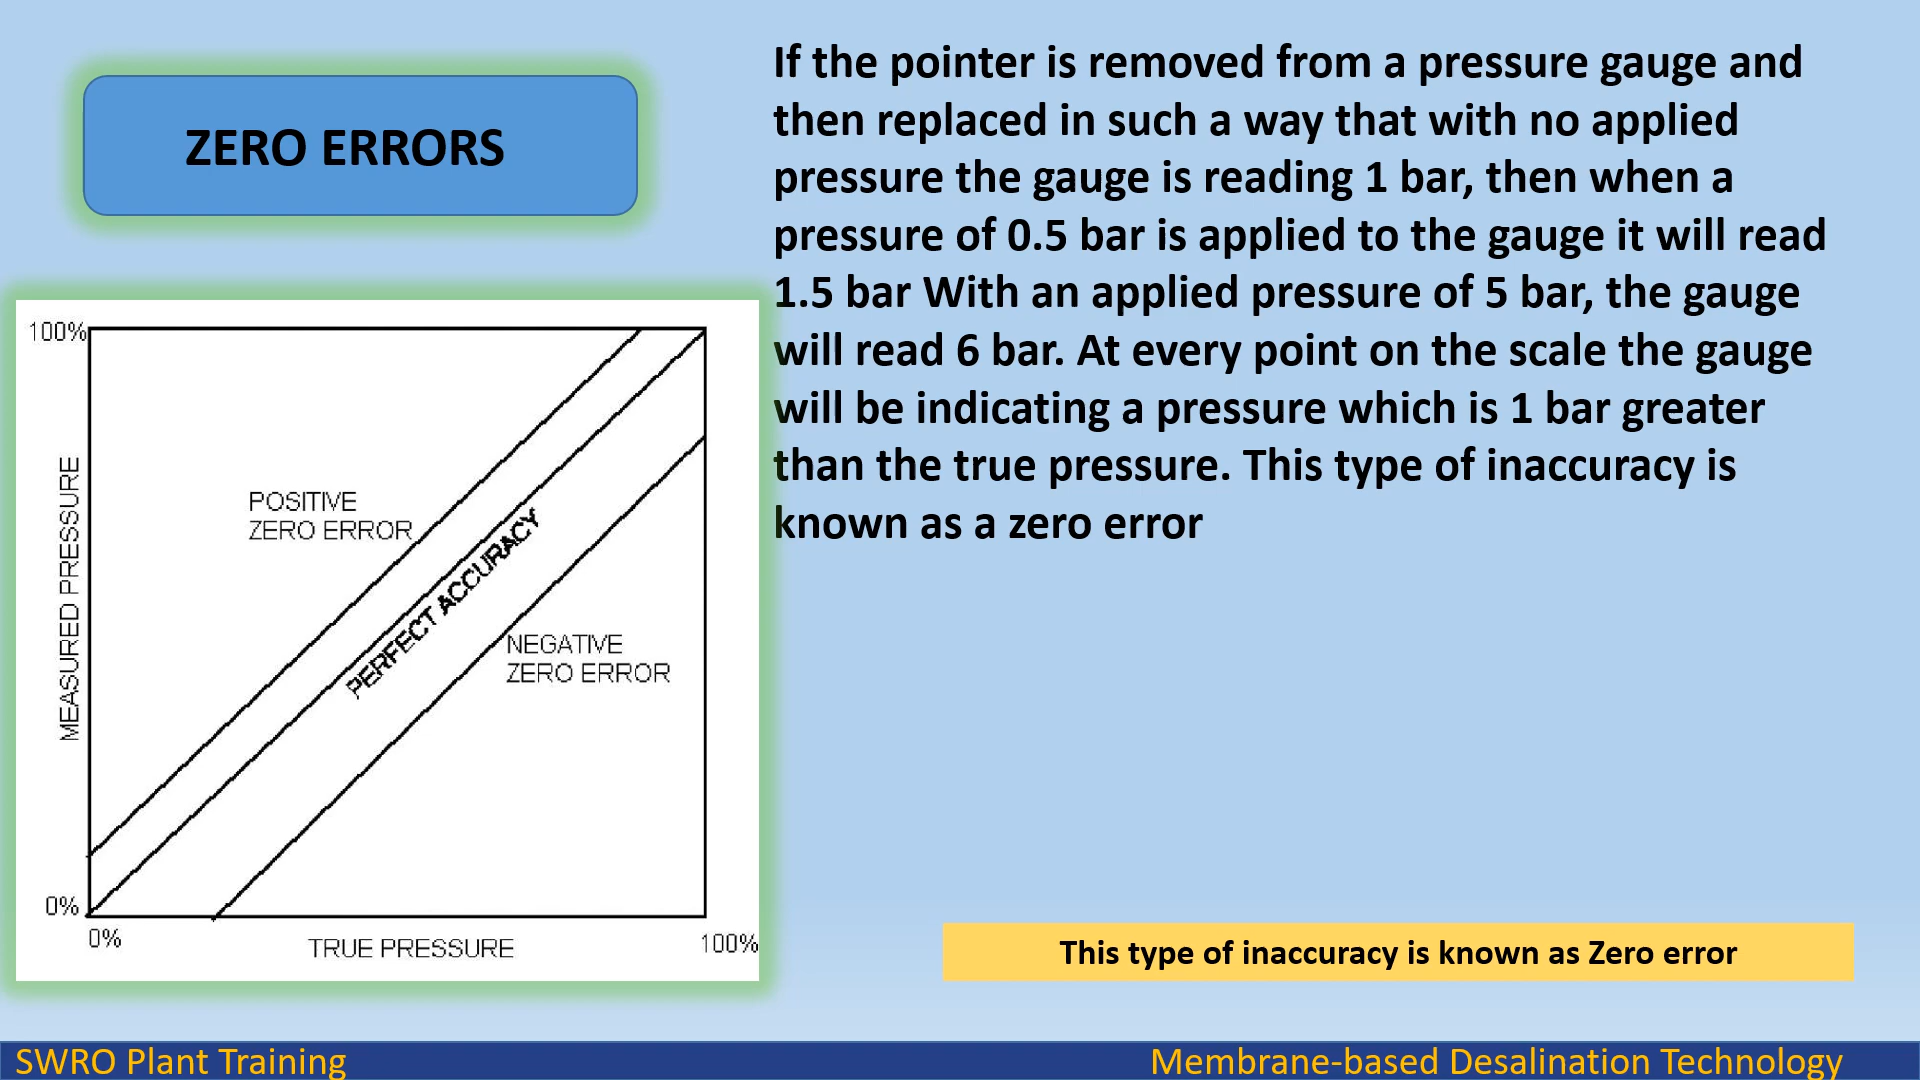 ZERO ERRORS
If the pointer is removed from a pressure gauge and
then replaced in such a way that with no applied
pressure the gauge is reading 1 bar, then when a
pressure of 0.5 bar is applied to the gauge it will read
1.5 bar With an applied pressure of 5 bar, the gauge
will read 6 bar. At every point on the scale the gauge
will be indicating a pressure which is 1 bar greater
than the true pressure. This type of inaccuracy is
known as a zero error
100%
MEASURED PRESSURE
POSITIVE
ZERO ERROR
PERFECT ACCURACY
NEGATIVE
ZERO ERROR
0%
0%
TRUE PRESSURE
100%
This type of inaccuracy is known as Zero error
SWRO Plant Training
Membrane-based Desalination Technology